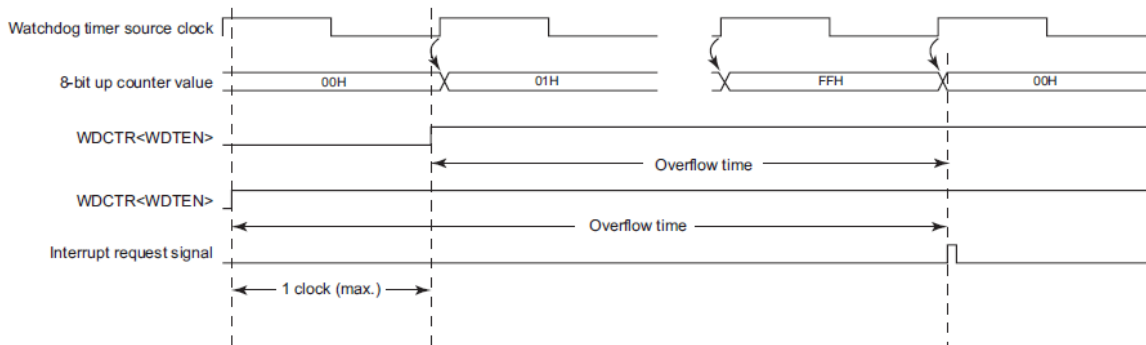 Watchdog timer source clock
8-bit up counter value
00H
01H
FFH
00H
WDCTR<WDTEN>
Overflow time
WDCTR<WDTEN>
Overflow time
Interrupt request signal
1 clock (max.)